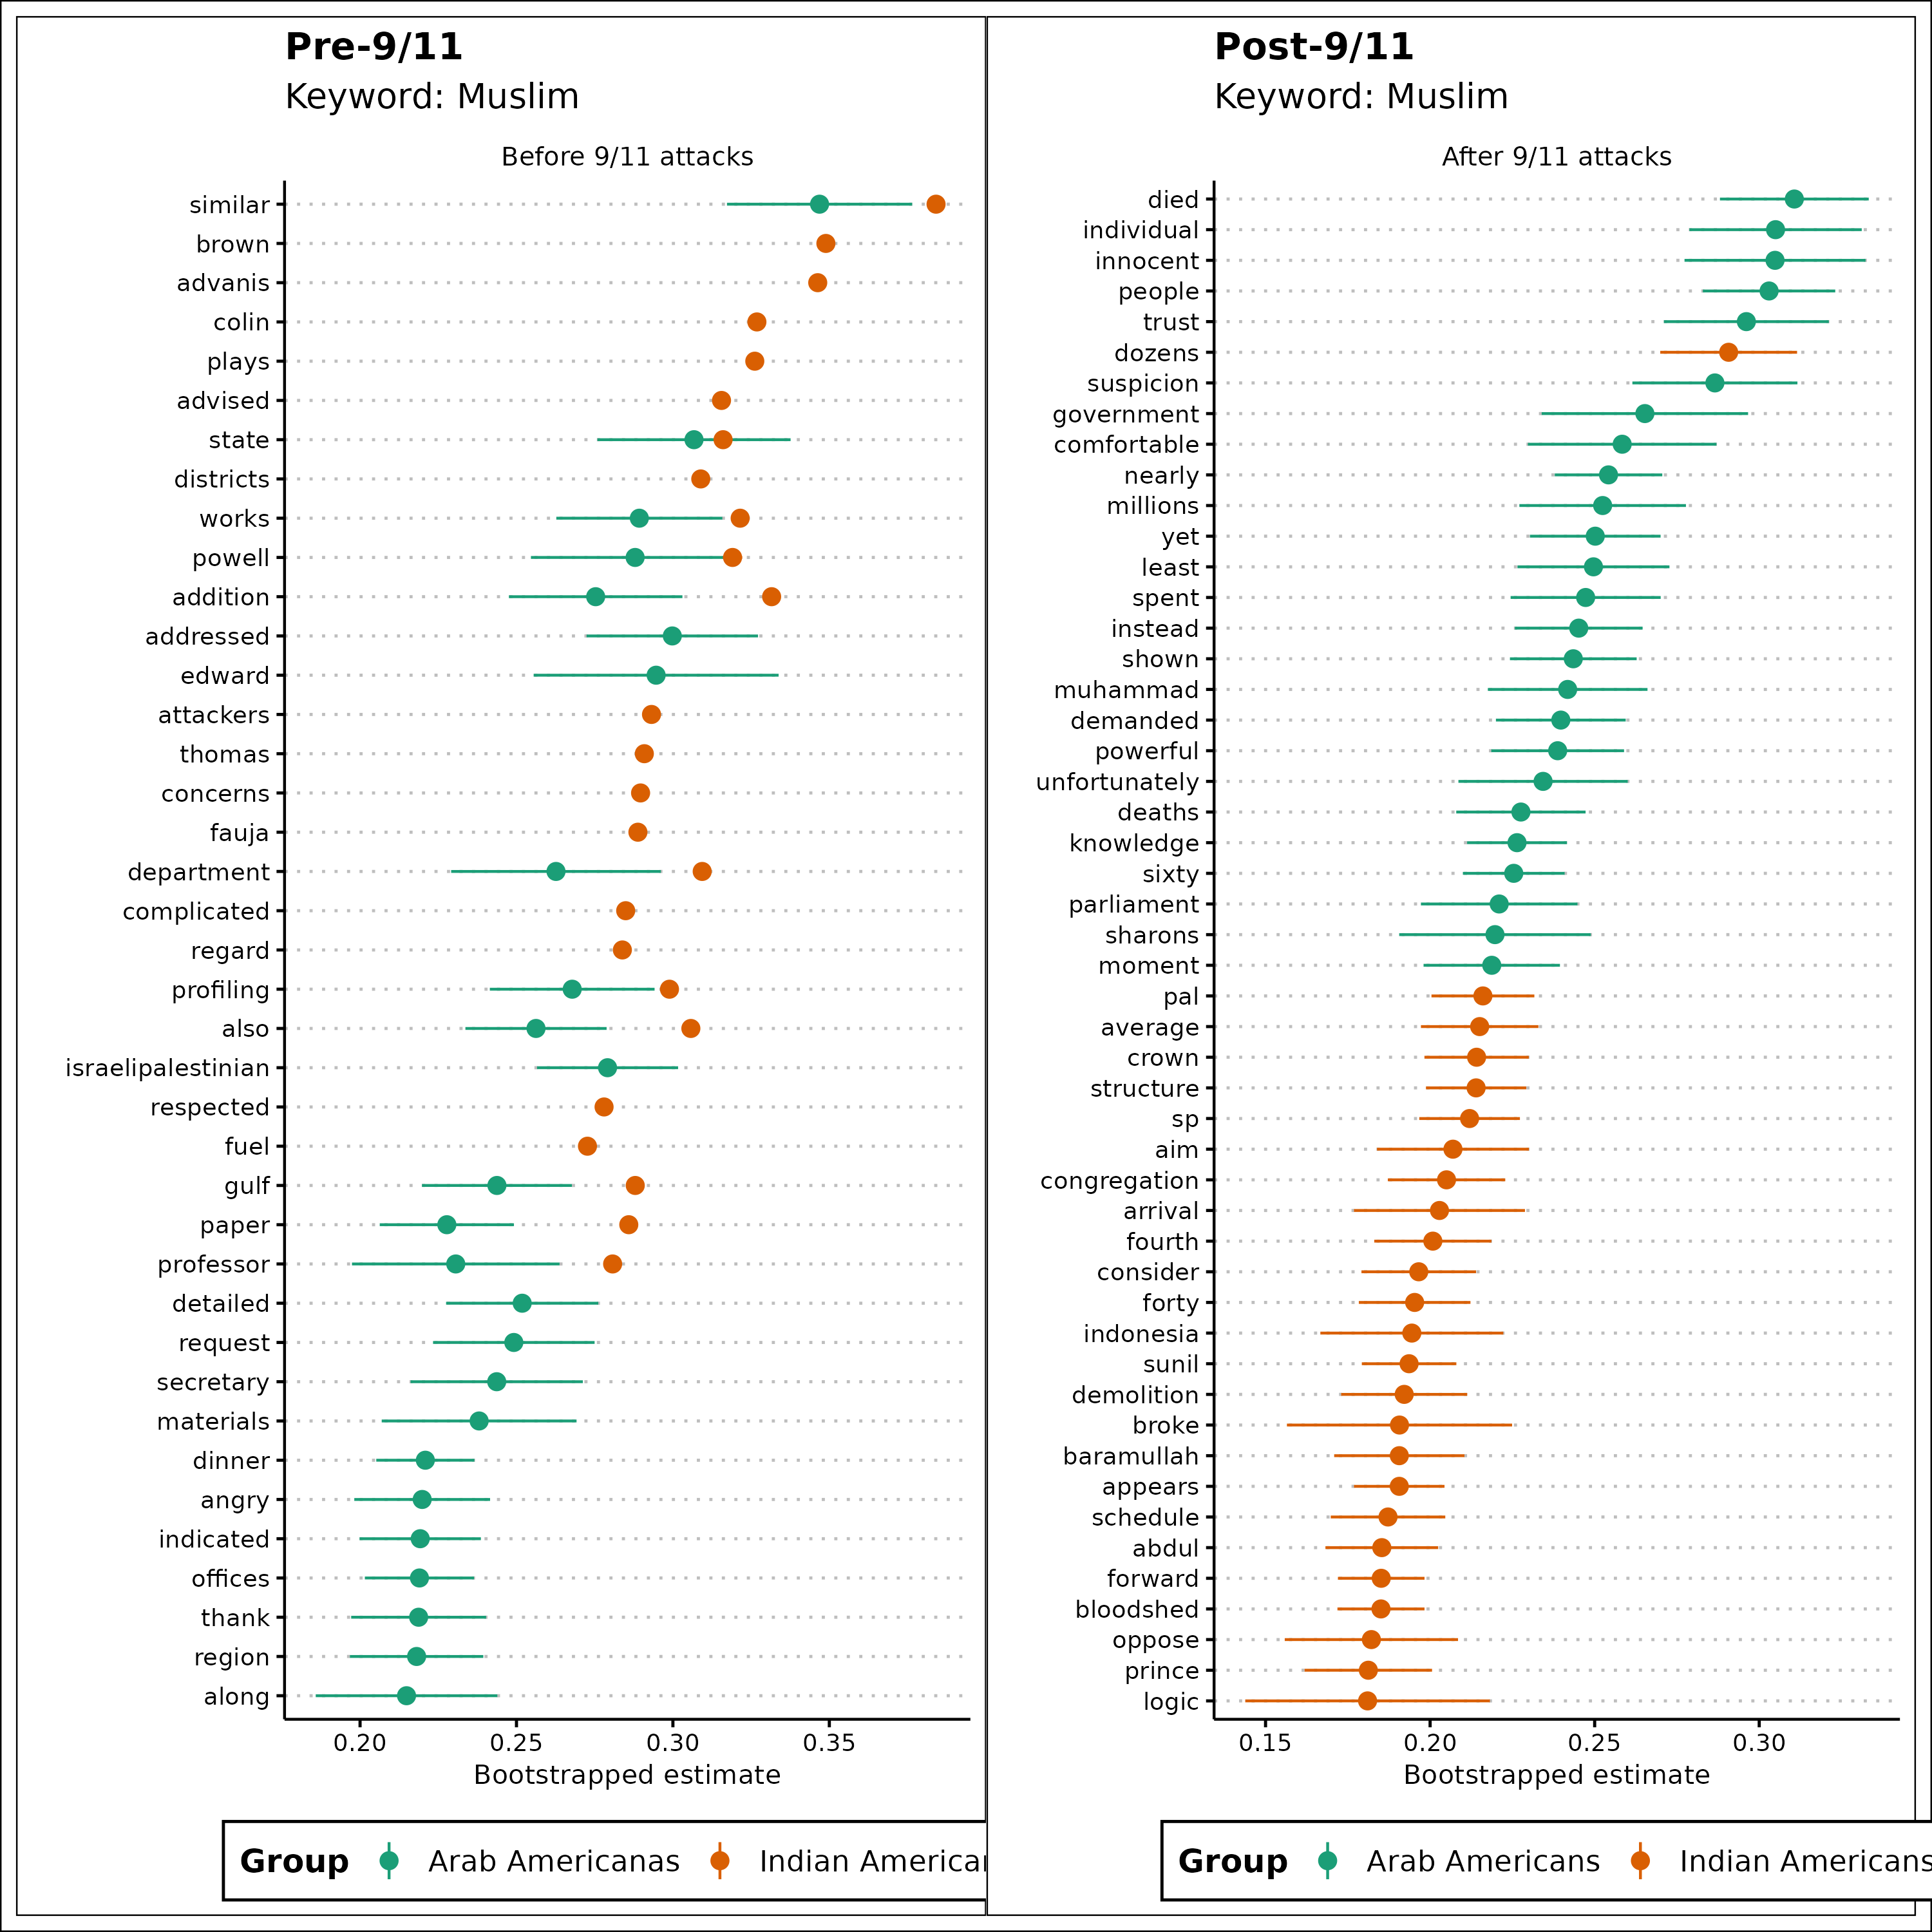 Pre-9/11
Keyword: Muslim
Before 9/11 attacks
similar
brown
advanis
colin
plays
advised
state
districts
works
powell
addition
addressed
edward
attackers
thomas
concerns
fauja
department
complicated
regard
profiling
also
israelipalestinian
respected
fuel
gulf
paper
professor
detailed
request
secretary
materials
dinner
angry
indicated
offices
thank
region
along
0.20 0.25 0.30 0.35
Bootstrapped estimate
Group Arab Americanas Indian America
Post-9/11
Keyword: Muslim
After 9/11 attacks
died
individual
innocent
people
trust
dozens
suspicion
government
comfortable
nearly
millions
yet
least
spent
instead
shown
muhammad
demanded
powerful
unfortunately
deaths
knowledge
sixty
parliament
sharons
moment
pal
average
crown
structure
sp
aim
congregation
arrival
fourth
consider
forty
indonesia
sunil
demolition
broke
baramullah
appears
schedule
abdul
forward
bloodshed
oppose
prince
logic
0.15 0.20 0.25 0.30
Bootstrapped estimate
Group Arab Americans Indian Americans